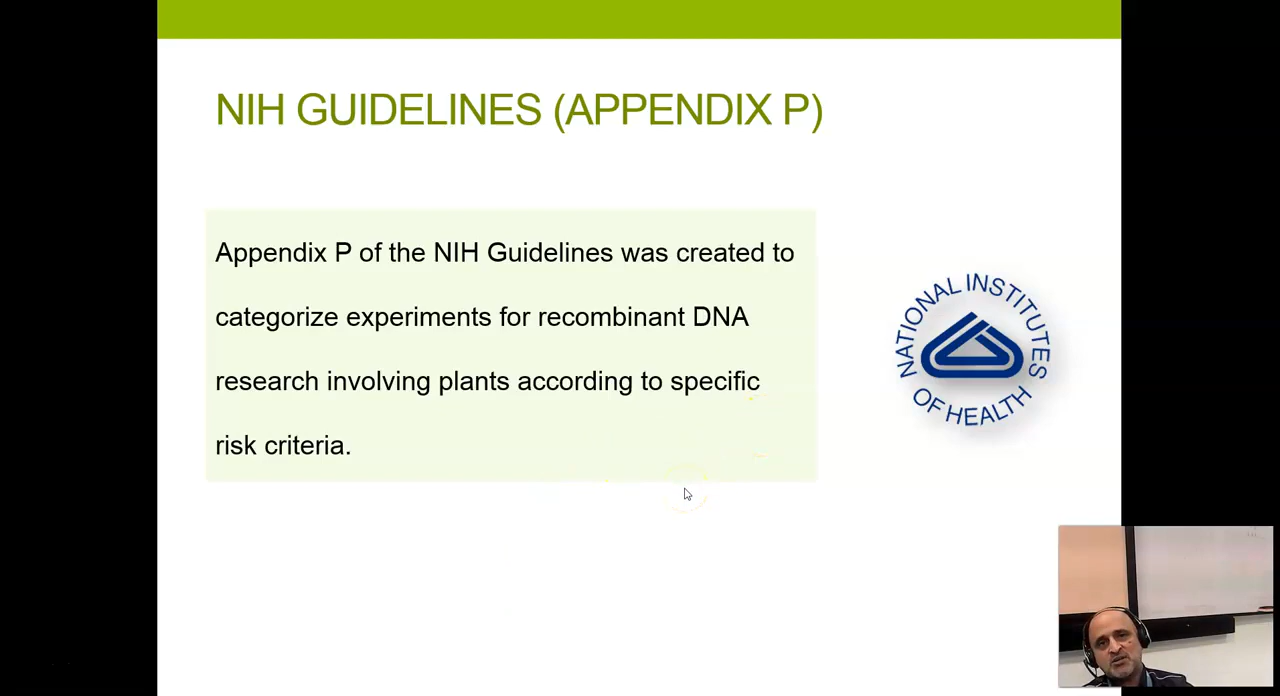 NIH GUIDELINES (APPENDIX P)
Appendix P of the NIH Guidelines was created to
categorize experiments for recombinant DNA
research involving plants according to specific
risk criteria.
NATIONAL INSTITUTES
OF HEALTH